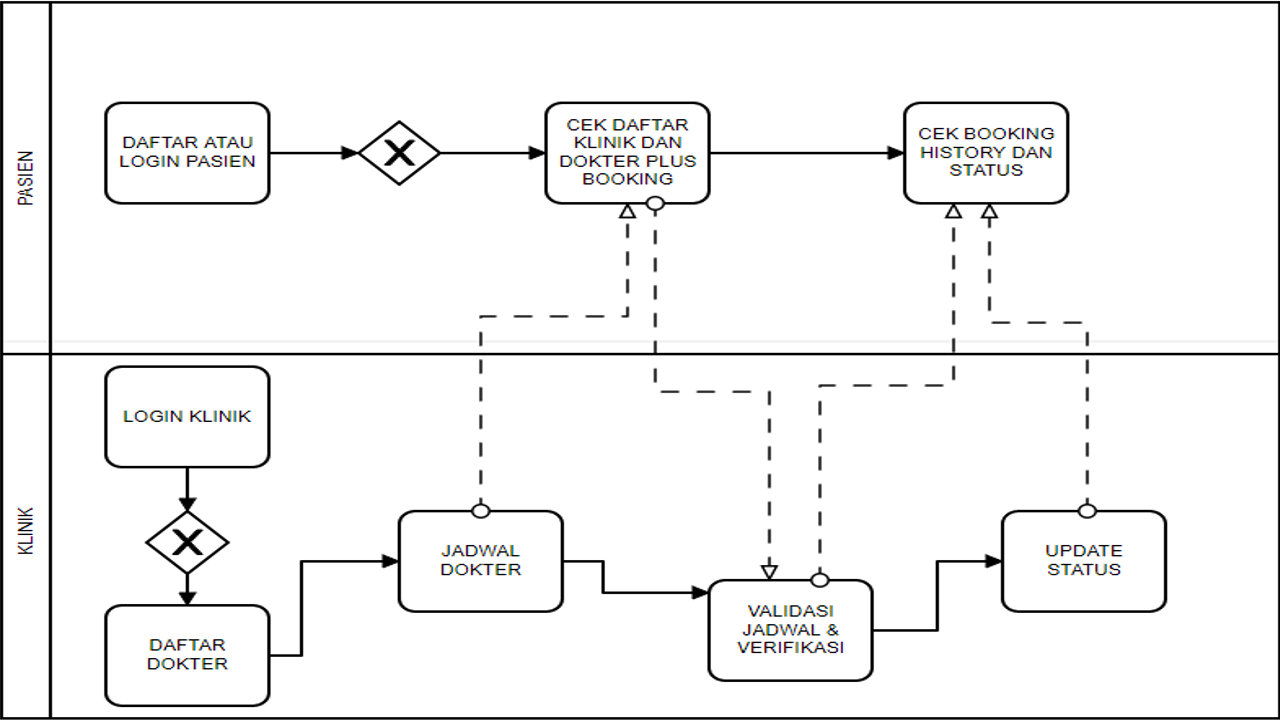 PASIEN
DAFTAR ATAU
LOGIN PASIEN
CEK DAFTAR
KLINIK DAN
DOKTER PLUS
BOOKING
CEK BOOKING
HISTORY DAN
STATUS
KLINIK
LOGIN KLINIK
DAFTAR
DOKTER
JADWAL
DOKTER
VALIDASI
JADWAL &
VERIFIKASI
UPDATE
STATUS